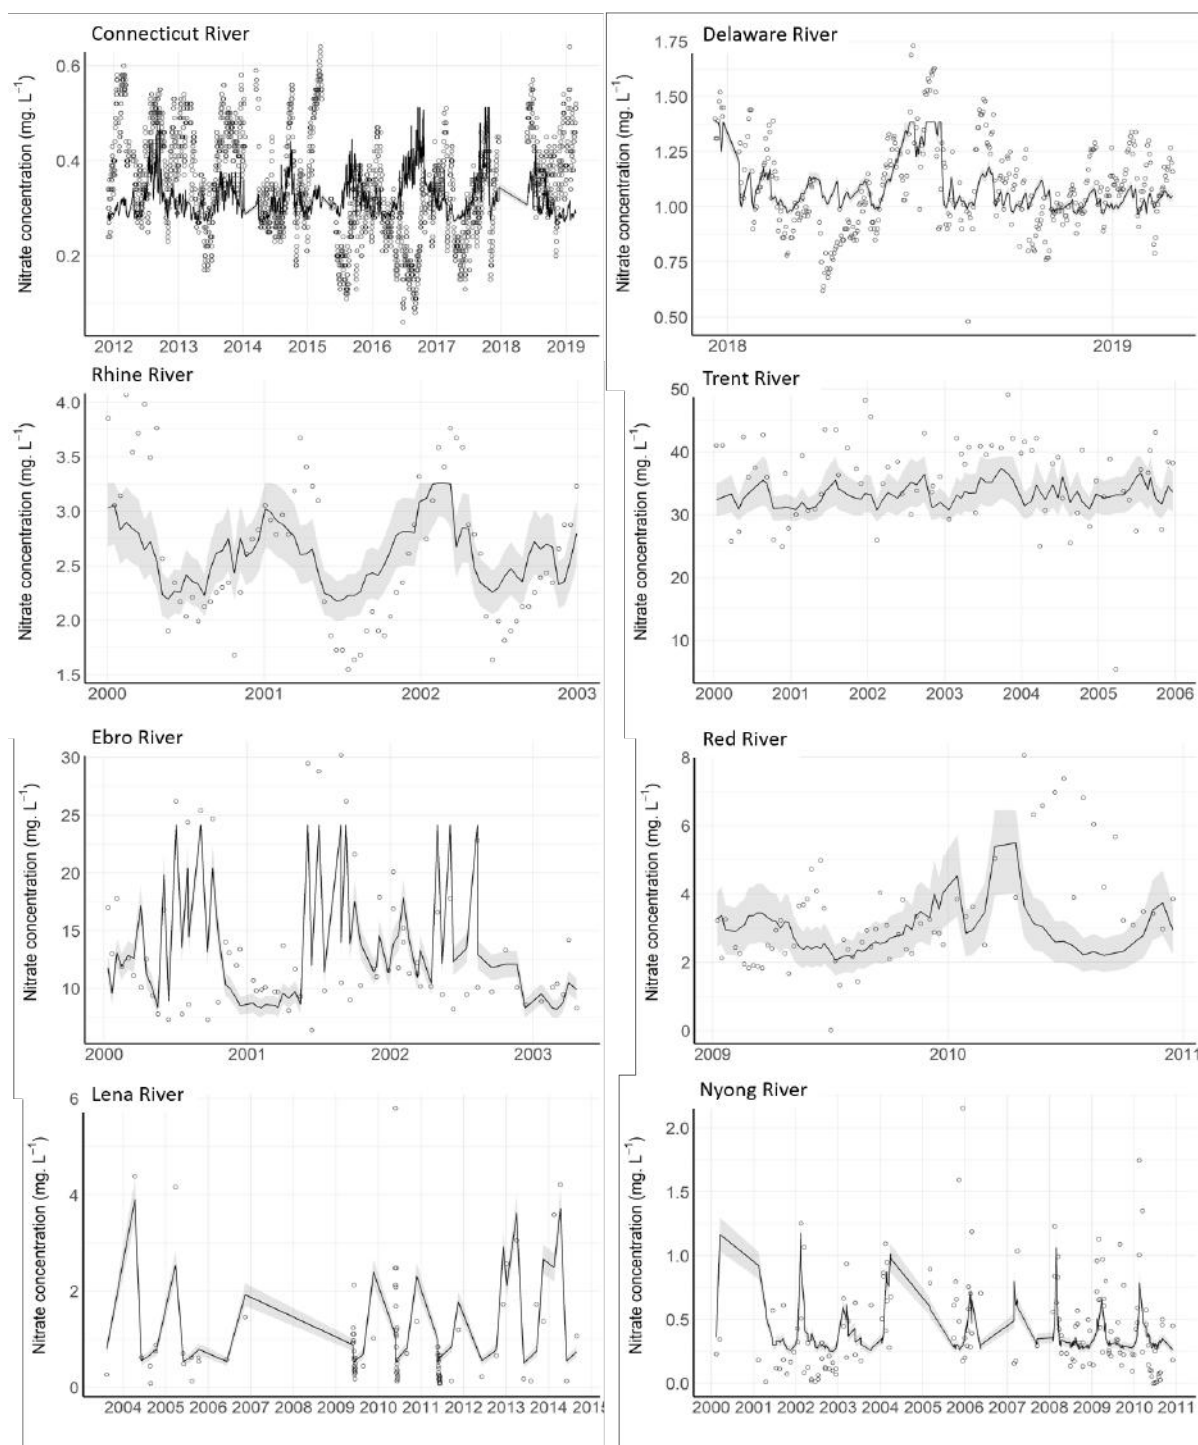 Connecticut River
Nitrate concentration (mg. L⁻¹)
0.6
0.4
0.2
2012 2013 2014 2015 2016 2017 2018 2019
Delaware River
Nitrate concentration (mg. L⁻¹)
1.75
1.50
1.25
1.00
0.75
0.50
2018 2019
Rhine River
Nitrate concentration (mg. L⁻¹)
4.0
3.5
3.0
2.5
2.0
1.5
2000 2001 2002 2003
Trent River
Nitrate concentration (mg. L⁻¹)
50
40
30
20
10
2000 2001 2002 2003 2004 2005 2006
Ebro River
Nitrate concentration (mg. L⁻¹)
30
25
20
15
10
2000 2001 2002 2003
Red River
Nitrate concentration (mg. L⁻¹)
8
6
4
2
0
2009 2010 2011
Lena River
Nitrate concentration (mg. L⁻¹)
6
4
2
0
2004 2005 2006 2007 2008 2009 2010 2011 2012 2013 2014 2015
Nyong River
Nitrate concentration (mg. L⁻¹)
2.0
1.5
1.0
0.5
0.0
2000 2001 2002 2003 2004 2005 2006 2007 2008 2009 2010 2011